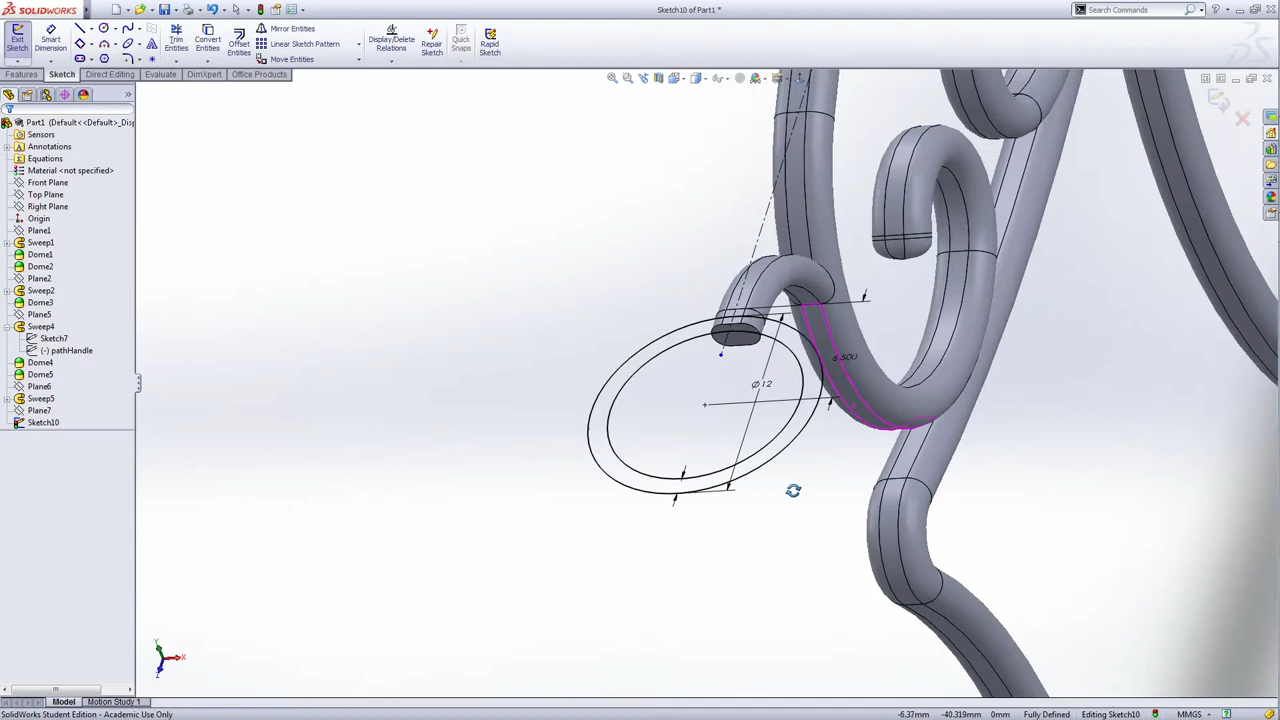 SOLIDWORKS
Sketch10 of Part1 *
Search Commands
Exit Sketch
Smart Dimension
Trim Entities
Convert Entities
Offset Entities
Mirror Entities
Linear Sketch Pattern
Move Entities
Display/Delete Relations
Repair Sketch
Quick Snaps
Rapid Sketch
Features
Sketch
Direct Editing
Evaluate
DimXpert
Office Products
Part1 (Default<<Default>_Disp
Sensors
Annotations
Equations
Material <not specified>
Front Plane
Top Plane
Right Plane
Origin
Plane1
Sweep1
Dome1
Dome2
Plane2
Sweep2
Dome3
Plane5
Sweep4
Sketch7
(-) pathHandle
Dome4
Dome5
Plane6
Sweep5
Plane7
Sketch10
6.500
Ø12
Y
X
Z
Model
Motion Study 1
SolidWorks Student Edition - Academic Use Only
-6.37mm
-40.319mm
0mm
Fully Defined
Editing Sketch10
MMGS